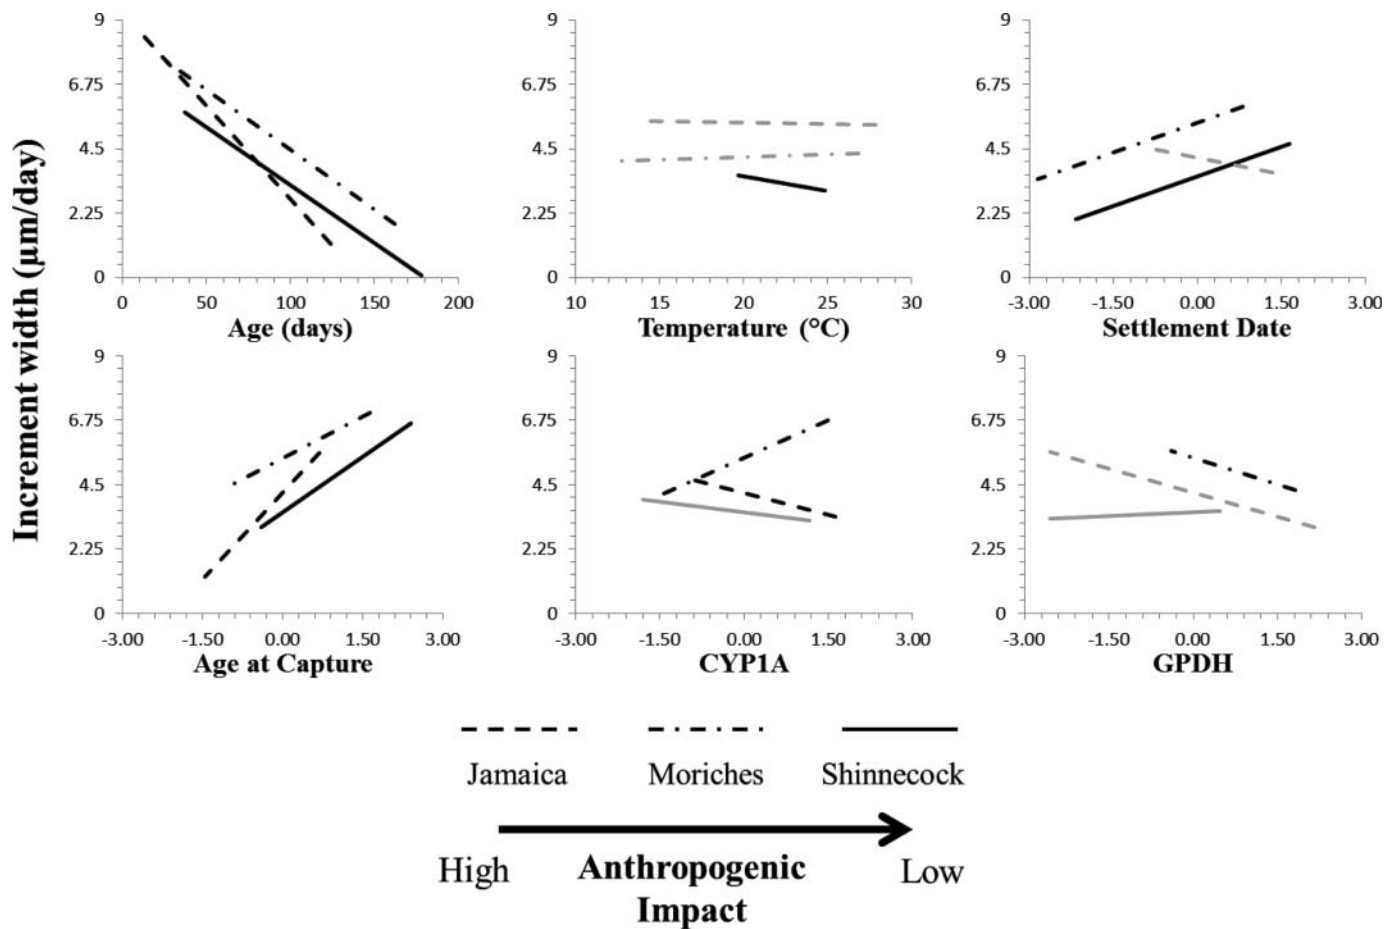 Increment width (µm/day)
9
6.75
4.5
2.25
0
0 50 100 150 200
Age (days)
9
6.75
4.5
2.25
0
10 15 20 25 30
Temperature (°C)
9
6.75
4.5
2.25
0
-3.00 -1.50 0.00 1.50 3.00
Settlement Date
9
6.75
4.5
2.25
0
-3.00 -1.50 0.00 1.50 3.00
Age at Capture
9
6.75
4.5
2.25
0
-3.00 -1.50 0.00 1.50 3.00
CYP1A
9
6.75
4.5
2.25
0
-3.00 -1.50 0.00 1.50 3.00
GPDH
Jamaica Moriches Shinnecock
High Anthropogenic Low
Impact